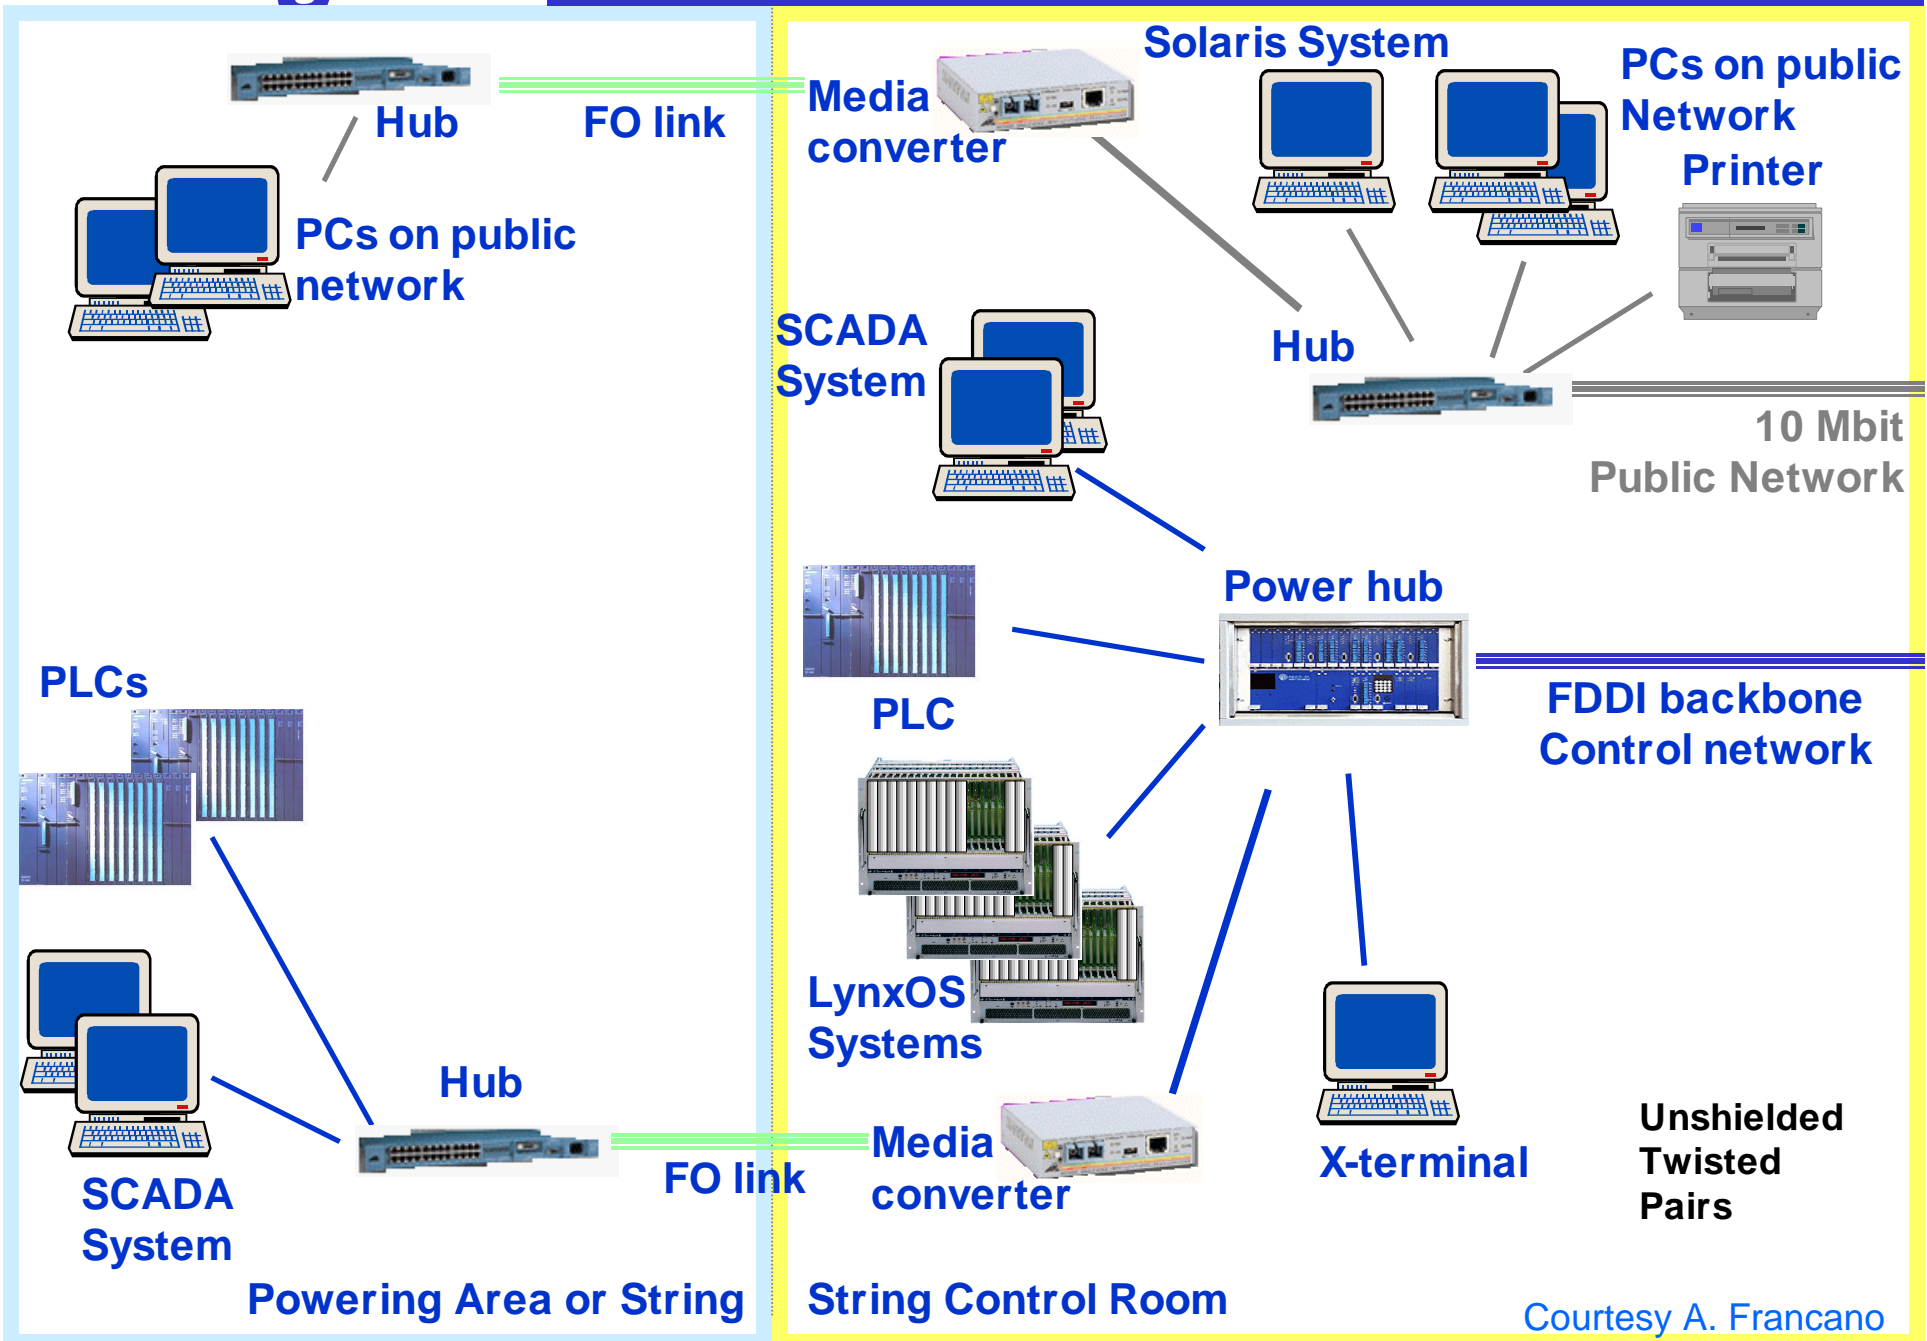 Solaris System
PCs on public
Network
Media
converter
Hub
FO link
Printer
PCs on public
network
SCADA
System
Hub
10 Mbit
Public Network
Power hub
PLCs
PLC
FDDI backbone
Control network
LynxOS
Systems
Hub
FO link
Media
converter
X-terminal
Unshielded
Twisted
Pairs
SCADA
System
Powering Area or String
String Control Room
Courtesy A. Francano